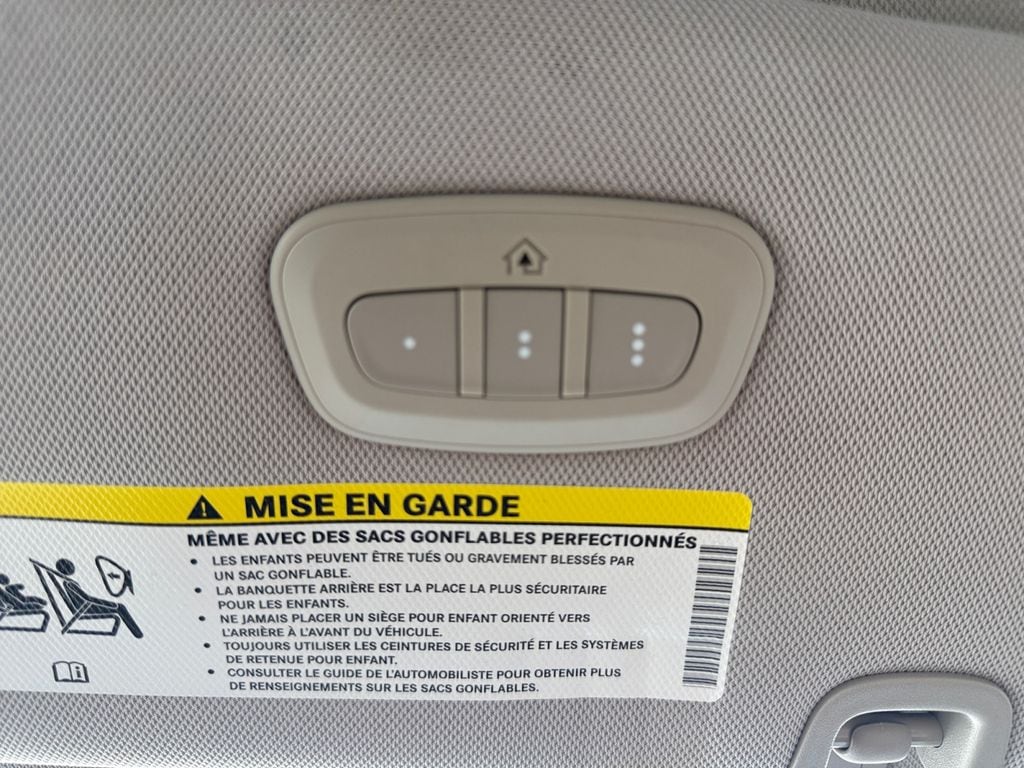 MISE EN GARDE
MÊME AVEC DES SACS GONFLABLES PERFECTIONNÉS
• LES ENFANTS PEUVENT ÊTRE TUÉS OU GRAVEMENT BLESSÉS PAR
UN SAC GONFLABLE.
• LA BANQUETTE ARRIÈRE EST LA PLACE LA PLUS SÉCURITAIRE
POUR LES ENFANTS.
• NE JAMAIS PLACER UN SIÈGE POUR ENFANT ORIENTÉ VERS
L'ARRIÈRE À L'AVANT DU VÉHICULE.
• TOUJOURS UTILISER LES CEINTURES DE SÉCURITÉ ET LES SYSTÈMES
DE RETENUE POUR ENFANT.
• CONSULTER LE GUIDE DE L'AUTOMOBILISTE POUR OBTENIR PLUS
DE RENSEIGNEMENTS SUR LES SACS GONFLABLES.